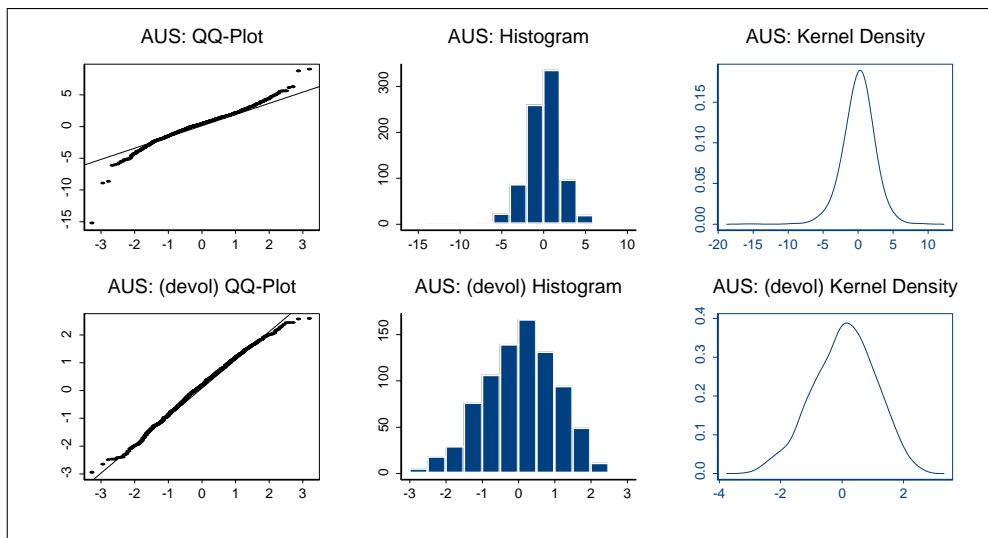 AUS: QQ-Plot
5
0
-5
-10
-15
-3 -2 -1 0 1 2 3
AUS: Histogram
300
200
100
0
-15 -10 -5 0 5 10
AUS: Kernel Density
0.15
0.10
0.05
0.00
-20 -15 -10 -5 0 5 10
AUS: (devol) QQ-Plot
2
1
0
-1
-2
-3
-3 -2 -1 0 1 2 3
AUS: (devol) Histogram
150
100
50
0
-3 -2 -1 0 1 2 3
AUS: (devol) Kernel Density
0.4
0.3
0.2
0.1
0.0
-4 -2 0 2